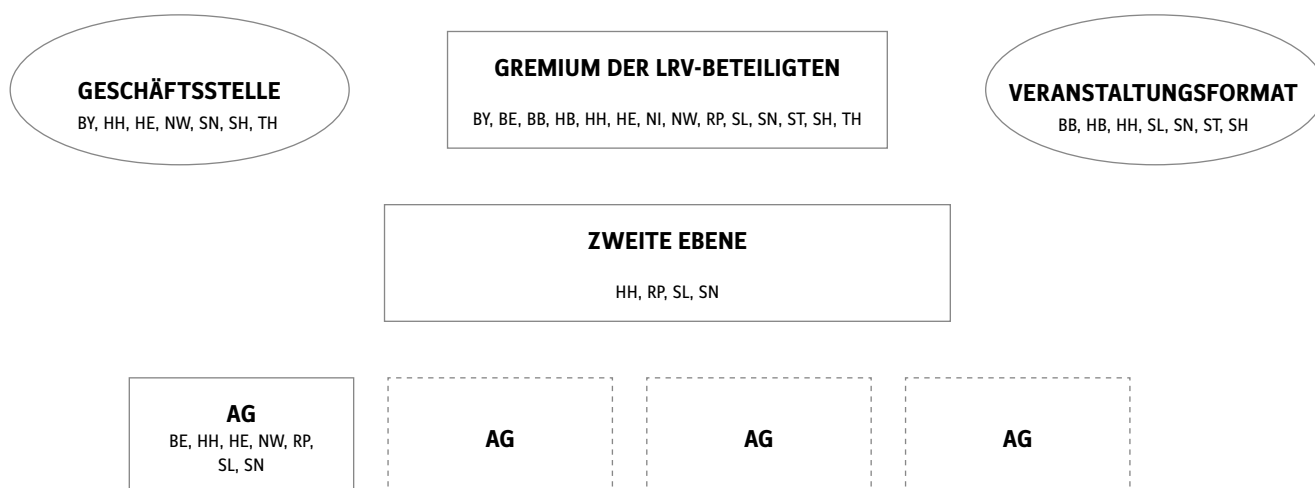 GESCHÄFTSSTELLE
BY, HH, HE, NW, SN, SH, TH
GREMIUM DER LRV-BETEILIGTEN
BY, BE, BB, HB, HH, HE, NI, NW, RP, SL, SN, ST, SH, TH
VERANSTALTUNGSFORMAT
BB, HB, HH, SL, SN, ST, SH
ZWEITE EBENE
HH, RP, SL, SN
AG
BE, HH, HE, NW, RP,
SL, SN
AG
AG
AG